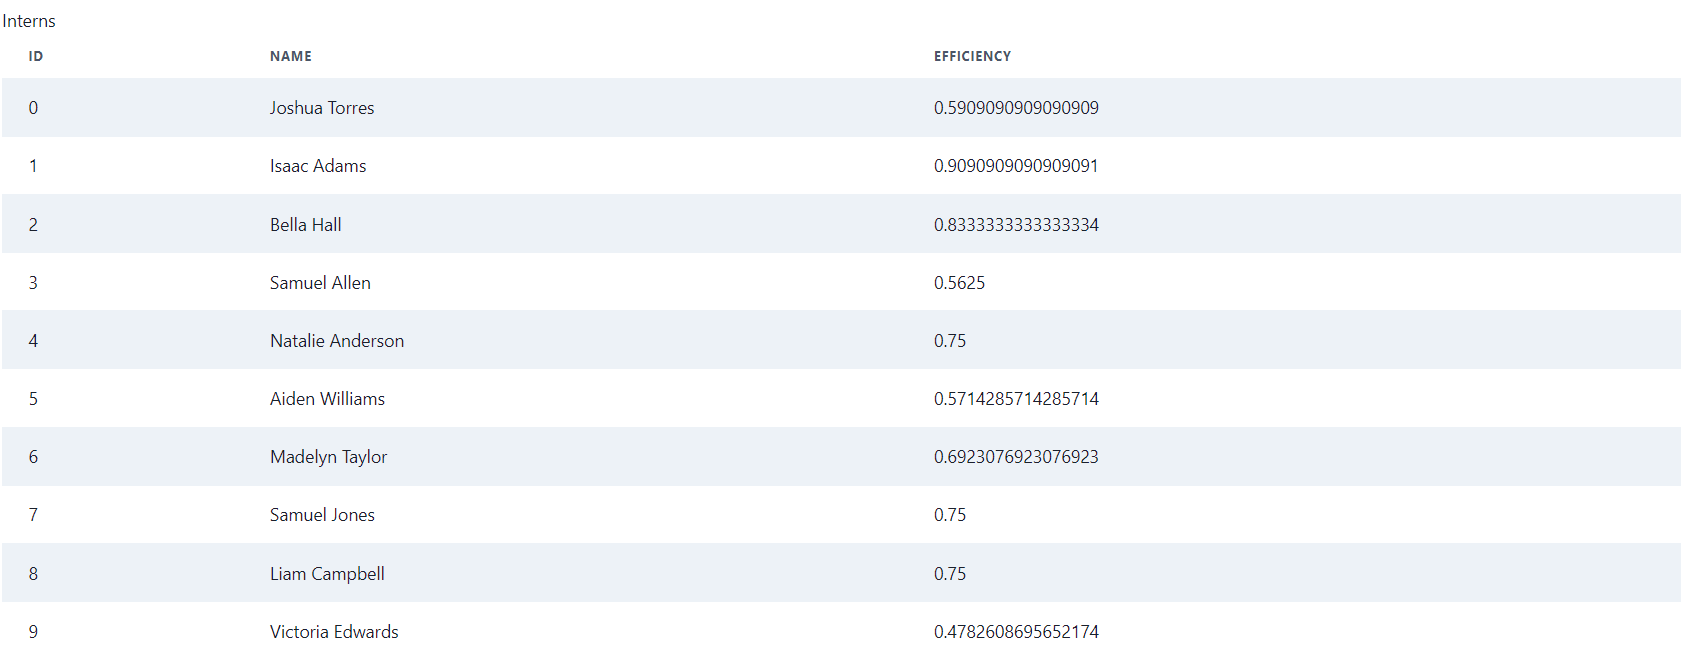 Interns
ID NAME EFFICIENCY
0 Joshua Torres 0.5909090909090909
1 Isaac Adams 0.9090909090909091
2 Bella Hall 0.8333333333333334
3 Samuel Allen 0.5625
4 Natalie Anderson 0.75
5 Aiden Williams 0.5714285714285714
6 Madelyn Taylor 0.6923076923076923
7 Samuel Jones 0.75
8 Liam Campbell 0.75
9 Victoria Edwards 0.4782608695652174